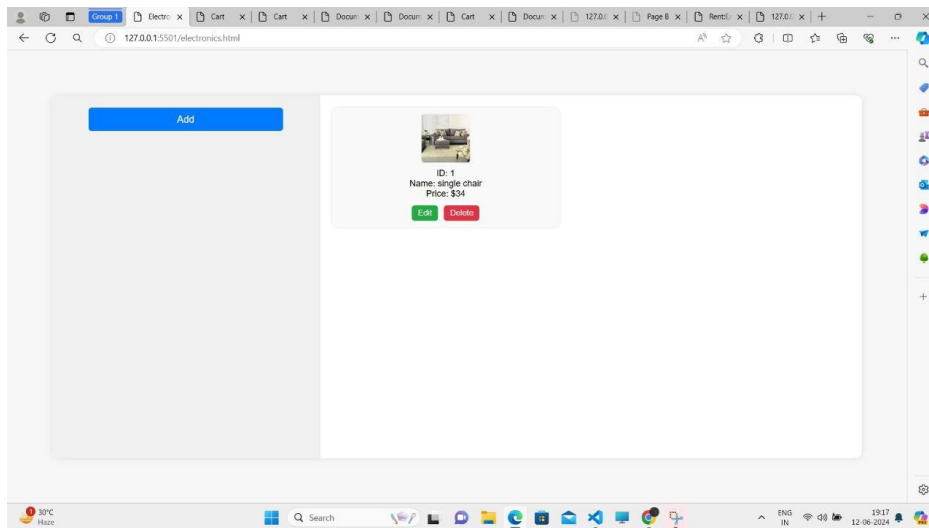 Group 1
Electro
Cart
Cart
Docum
Docum
Cart
Docum
127.0.0
Page B
127.0.0
127.0.0.1:5501/electronics.html
Add
ID: 1
Name: single chair
Price: $34
Edit
Delete
1
30°C
Haze
Search
ENG
IN
19:17
12-06-2024